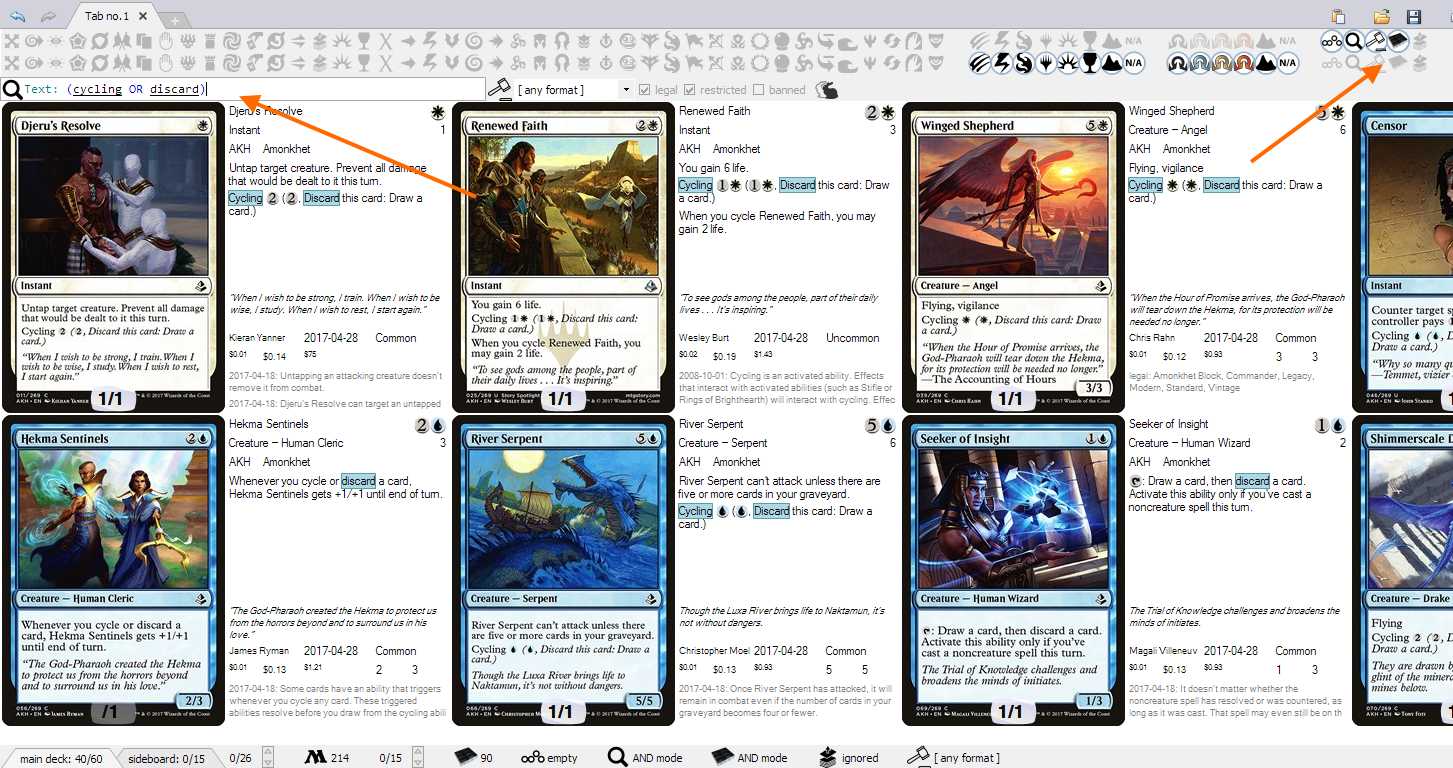 Tab no.1
N/A
N/A
N/A
N/A
Text: (cycling OR discard)
[ any format ]
legal
restricted
banned
Djeru's Resolve
Instant
Untap target creature. Prevent all damage
that would be dealt to it this turn.
Cycling 2 (2, Discard this card: Draw a
card.)
"When I wish to be strong, I train. When I
wish to be wise, I study. When I wish to rest,
I start again."
1/1
Djeru's Resolve
Instant
1
AKH Amonkhet
Untap target creature. Prevent all damage
that would be dealt to it this turn.
Cycling 2 (2, Discard this card: Draw a
card.)
"When I wish to be strong, I train. When I wish to be
wise, I study. When I wish to rest, I start again."
Kieran Yanner 2017-04-28 Common
$0.01 $0.14 $75
2017-04-18: Untapping an attacking creature doesn't
remove it from combat.
2017-04-18: Djeru's Resolve can target an untapped
Renewed Faith
2
Instant
You gain 6 life.
Cycling 1 (1, Discard this card:
Draw a card.)
When you cycle Renewed Faith, you
may gain 2 life.
"To see gods among the people, part of
their daily lives . . . It's inspiring."
1/1
Renewed Faith
2
Instant
3
AKH Amonkhet
You gain 6 life.
Cycling 1 (1, Discard this card: Draw
a card.)
When you cycle Renewed Faith, you may
gain 2 life.
"To see gods among the people, part of their daily
lives . . . It's inspiring."
Wesley Burt 2017-04-28 Uncommon
$0.02 $0.19 $1.43
2008-10-01: Cycling is an activated ability. Effects
that interact with activated abilities (such as Stifle or
Rings of Brighthearth) will interact with cycling. Effec
Winged Shepherd
5
Creature – Angel
Flying, vigilance
Cycling (, Discard this card: Draw
a card.)
"When the Hour of Promise arrives, the
God-Pharaoh will tear down the Hekma,
for its protection will be needed no longer."
—The Accounting of Hours
3/3
1/1
Winged Shepherd
5
Creature – Angel
6
AKH Amonkhet
Flying, vigilance
Cycling (, Discard this card: Draw a
card.)
"When the Hour of Promise arrives, the God-Pharaoh
will tear down the Hekma, for its protection will be
needed no longer."
Chris Rahn 2017-04-28 Common
$0.01 $0.12 $0.93 3 3
legal: Amonkhet Block, Commander, Legacy,
Modern, Standard, Vintage
Censor
Instant
Counter target sp
controller pays 1
Cycling (, D
Draw a card.)
"Why so many qu
—Temmet, vizier
Hekma Sentinels
2
Creature – Human Cleric
Whenever you cycle or discard a
card, Hekma Sentinels gets +1/+1
until end of turn.
"The God-Pharaoh created the Hekma
to protect us from the horrors beyond
and to surround us in his love."
2/3
/1
Hekma Sentinels
2
Creature – Human Cleric
3
AKH Amonkhet
Whenever you cycle or discard a card,
Hekma Sentinels gets +1/+1 until end of turn.
"The God-Pharaoh created the Hekma to protect us
from the horrors beyond and to surround us in his
love."
James Ryman 2017-04-28 Common
$0.01 $0.13 $1.21 2 3
2017-04-18: Some cards have an ability that triggers
whenever you cycle any card. These triggered
abilities resolve before you draw from the cycling abili
River Serpent
5
Creature – Serpent
River Serpent can't attack unless there
are five or more cards in your graveyard.
Cycling (, Discard this card: Draw a
card.)
Though the Luxa River brings life to
Naktamun, it's not without dangers.
5/5
1/1
River Serpent
5
Creature – Serpent
6
AKH Amonkhet
River Serpent can't attack unless there are
five or more cards in your graveyard.
Cycling (, Discard this card: Draw a
card.)
Though the Luxa River brings life to Naktamun, it's
not without dangers.
Christopher Moel 2017-04-28 Common
$0.01 $0.13 $0.93 5 5
2017-04-18: Once River Serpent has attacked, it will
remain in combat even if the number of cards in your
graveyard becomes four or fewer.
Seeker of Insight
1
Creature – Human Wizard
: Draw a card, then discard a card.
Activate this ability only if you've
cast a noncreature spell this turn.
The Trial of Knowledge challenges and
broadens the minds of initiates.
1/3
1/1
Seeker of Insight
1
Creature – Human Wizard
2
AKH Amonkhet
: Draw a card, then discard a card.
Activate this ability only if you've cast a
noncreature spell this turn.
The Trial of Knowledge challenges and broadens the
minds of initiates.
Magali Villeneuv 2017-04-28 Common
$0.01 $0.13 $0.93 1 3
2017-04-18: It doesn't matter whether the
noncreature spell has resolved or was countered, as
long as it was cast. That spell may even still be on th
Shimmerscale D
Creature – Drake
Flying
Cycling 2 (2, D
Draw a card.)
They are drawn b
glint of the minera
mines below.
main deck: 40/60
sideboard: 0/15
0/26
214
0/15
90
empty
AND mode
AND mode
ignored
[ any format ]